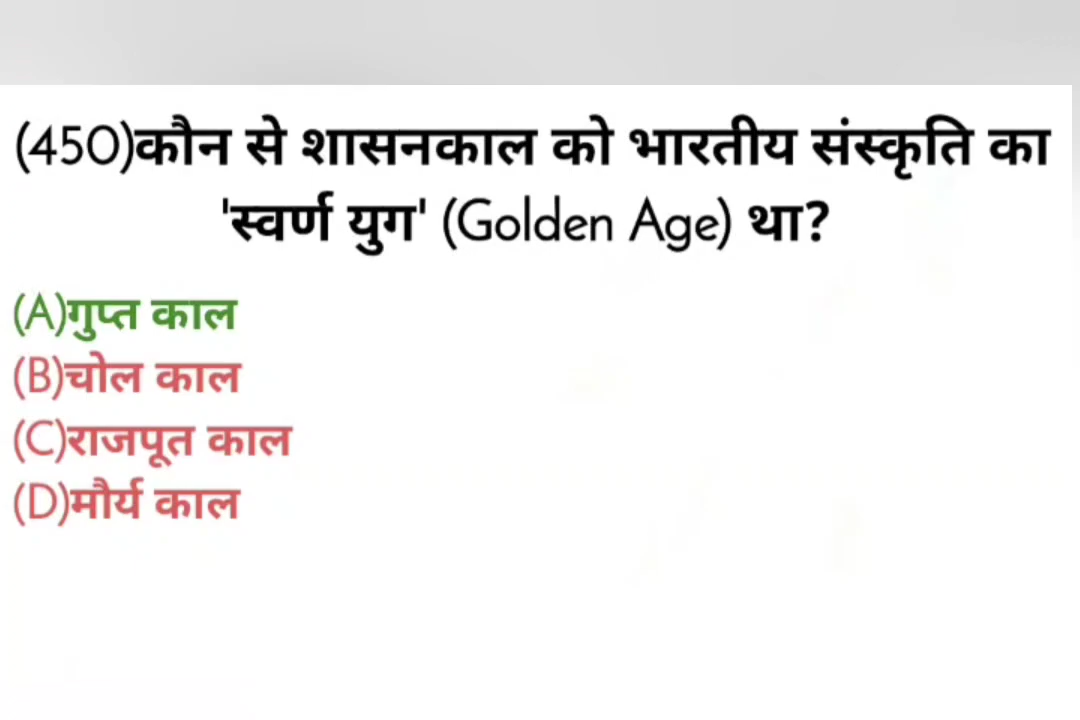 (450)कौन से शासनकाल को भारतीय संस्कृति का
'स्वर्ण युग' (Golden Age) था?
(A)गुप्त काल
(B)चोल काल
(C)राजपूत काल
(D)मौर्य काल